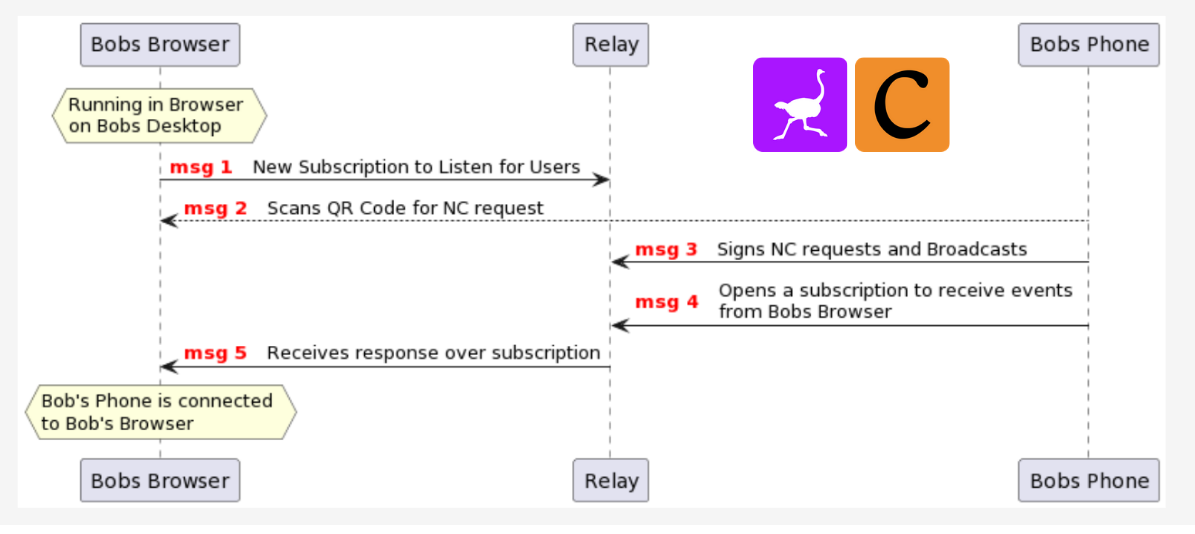 Bobs Browser
Relay
Bobs Phone
C
Running in Browser
on Bobs Desktop
msg 1 New Subscription to Listen for Users
msg 2 Scans QR Code for NC request
msg 3 Signs NC requests and Broadcasts
msg 4 Opens a subscription to receive events
from Bobs Browser
msg 5 Receives response over subscription
Bob's Phone is connected
to Bob's Browser
Bobs Browser
Relay
Bobs Phone